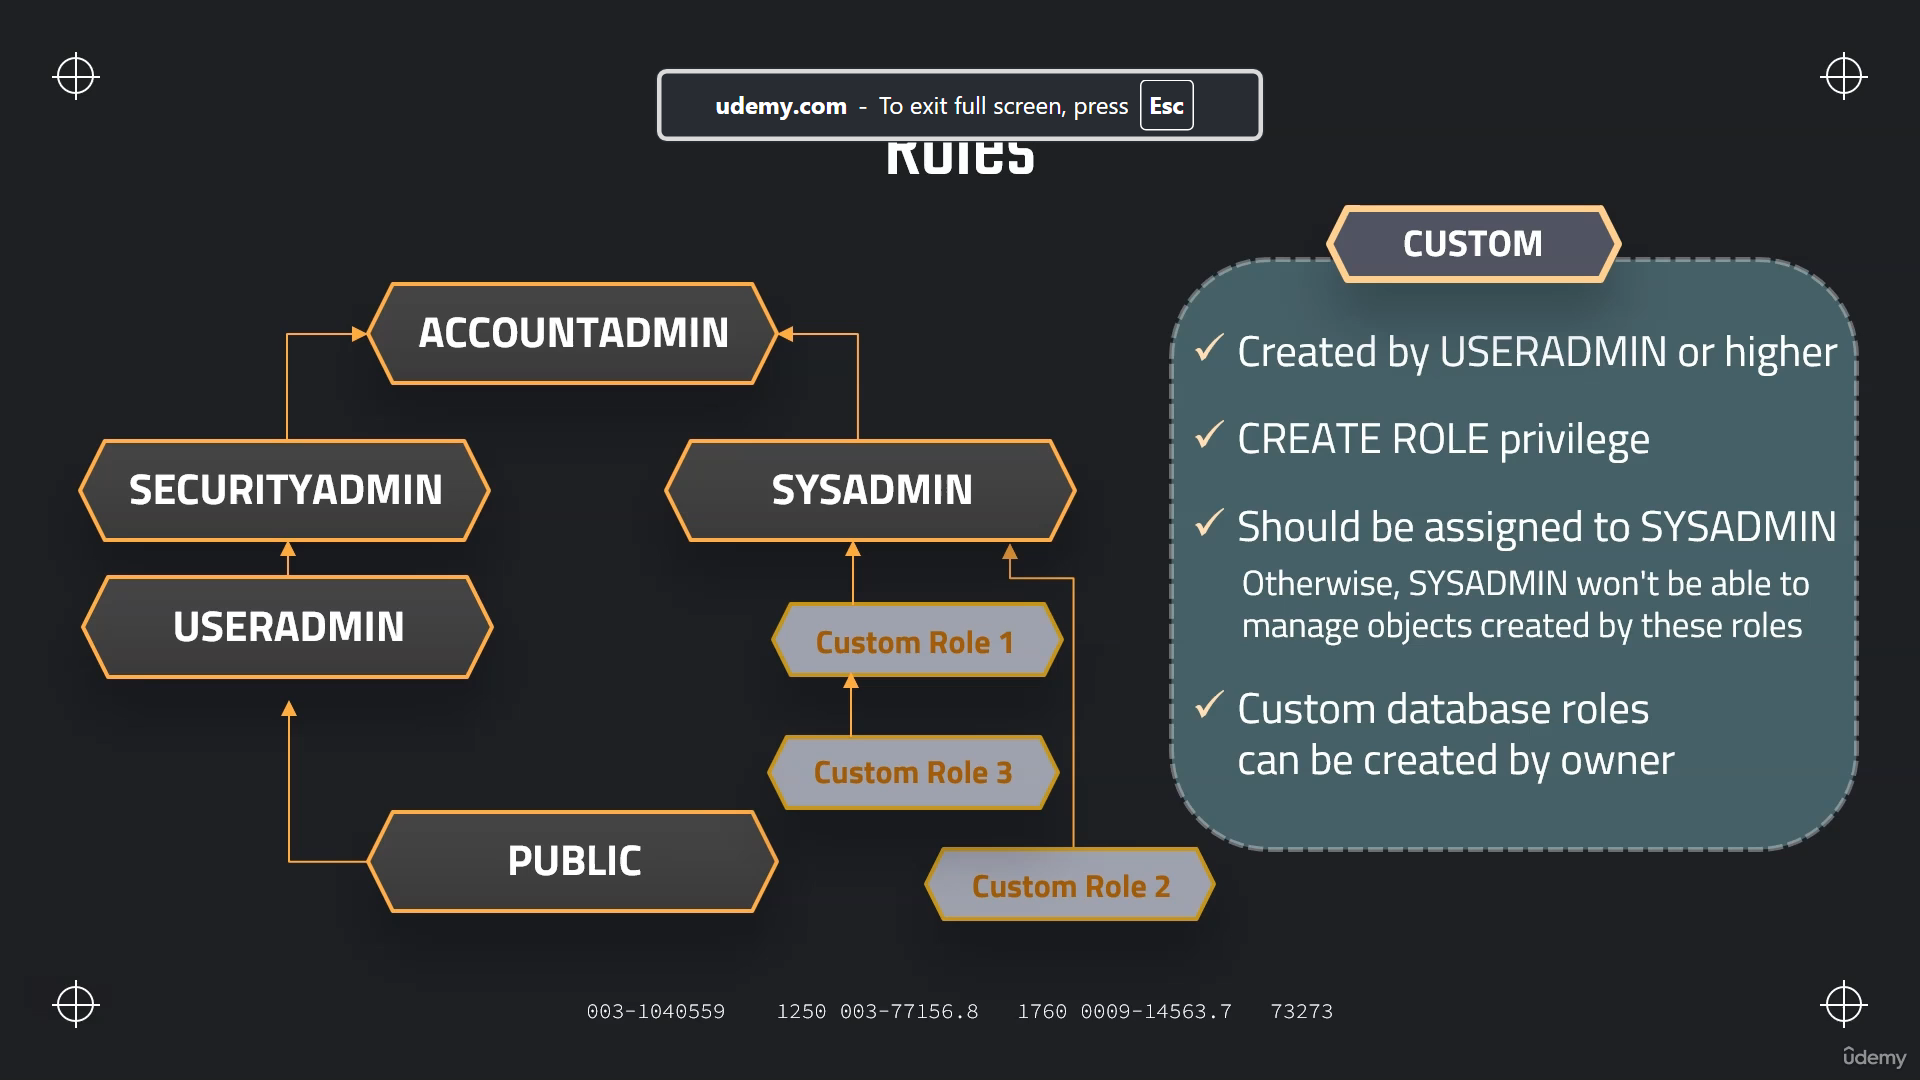 udemy.com - To exit full screen, press Esc
Roles
CUSTOM
ACCOUNTADMIN
SECURITYADMIN
SYSADMIN
USERADMIN
Custom Role 1
Custom Role 3
PUBLIC
Custom Role 2
✓ Created by USERADMIN or higher
✓ CREATE ROLE privilege
✓ Should be assigned to SYSADMIN
Otherwise, SYSADMIN won't be able to
manage objects created by these roles
✓ Custom database roles
can be created by owner
003-1040559 1250 003-77156.8 1760 0009-14563.7 73273
udemy